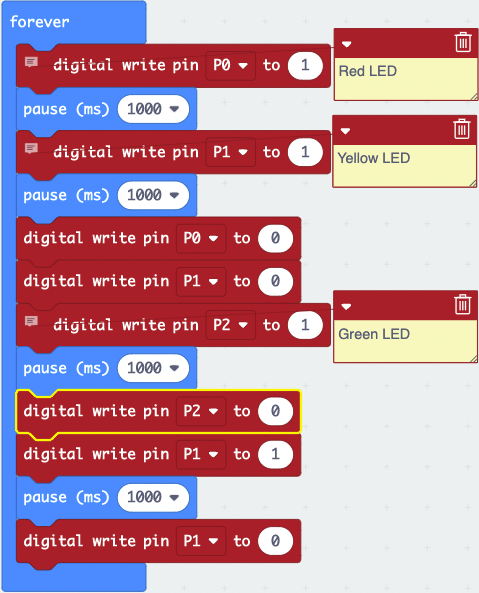 forever
digital write pin P0 to 1
Red LED
pause (ms) 1000
digital write pin P1 to 1
Yellow LED
pause (ms) 1000
digital write pin P0 to 0
digital write pin P1 to 0
digital write pin P2 to 1
Green LED
pause (ms) 1000
digital write pin P2 to 0
digital write pin P1 to 1
pause (ms) 1000
digital write pin P1 to 0